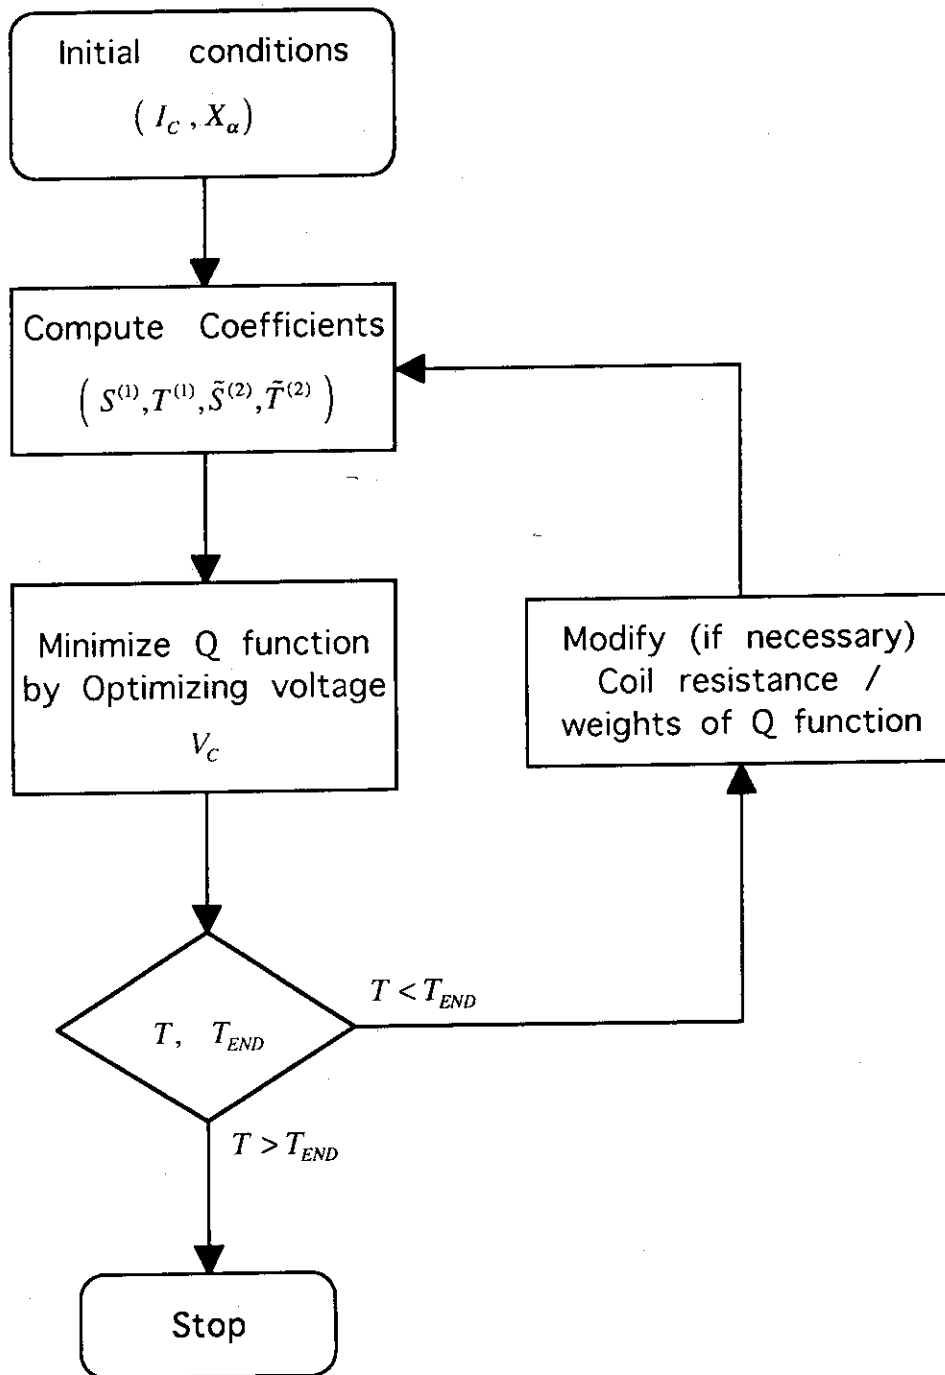 Initial conditions
( I_C , X_α )
Compute Coefficients
( S^(1), T^(1), S̃^(2), T̃^(2) )
Minimize Q function
by Optimizing voltage
V_C
Modify (if necessary)
Coil resistance /
weights of Q function
T < T_END
T, T_END
T > T_END
Stop